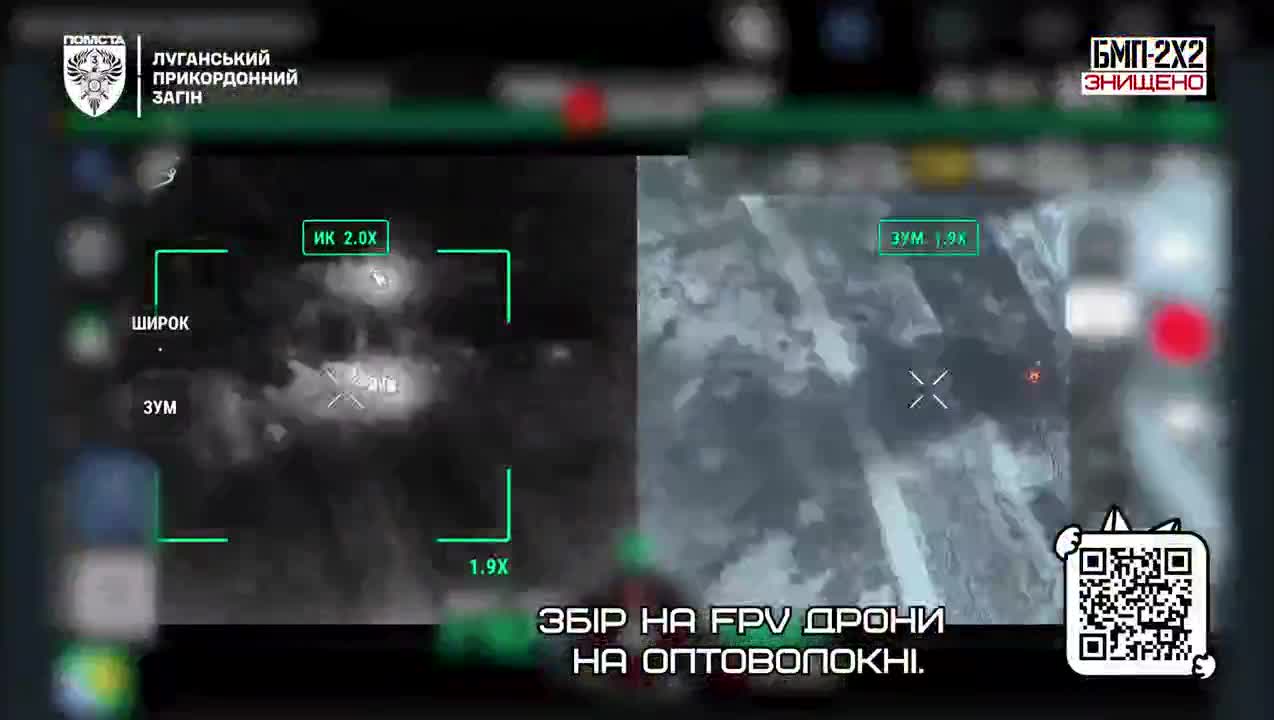 ПОМСТА
3
ЛУГАНСЬКИЙ
ПРИКОРДОННИЙ
ЗАГІН
БМП-2Х2
ЗНИЩЕНО
ИК 2.0X
ЗУМ 1.9X
ШИРОК
ЗУМ
1.9X
ЗБІР НА FPV ДРОНИ
НА ОПТОВОЛОКНІ.